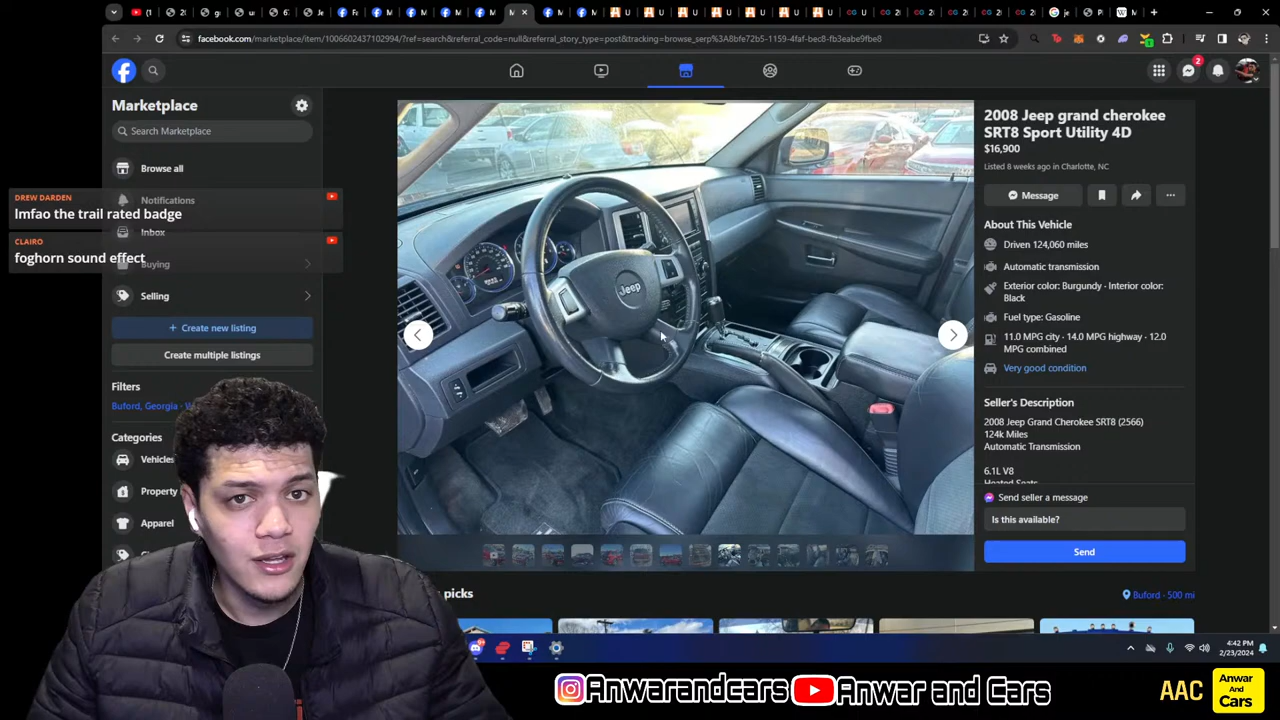 facebook.com/marketplace/item/1006602437102994/?ref=search&referral_code=null&referral_story_type=post&tracking=browse_serp%3A8bfe72b5-1159-4faf-bec8-fb3eabe9fbe8
2
Marketplace
Search Marketplace
Browse all
Notifications
Inbox
Buying
Selling
+ Create new listing
Create multiple listings
Filters
Buford, Georgia
Categories
Vehicles
Property
Apparel
DREW DARDEN
lmfao the trail rated badge
CLAIRO
foghorn sound effect
Jeep
2008 Jeep grand cherokee
SRT8 Sport Utility 4D
$16,900
Listed 8 weeks ago in Charlotte, NC
Message
About This Vehicle
Driven 124,060 miles
Automatic transmission
Exterior color: Burgundy · Interior color:
Black
Fuel type: Gasoline
11.0 MPG city · 14.0 MPG highway · 12.0
MPG combined
Very good condition
Seller's Description
2008 Jeep Grand Cherokee SRT8 (2566)
124k Miles
Automatic Transmission
6.1L V8
Heated Seats
Send seller a message
Is this available?
Send
picks
Buford · 500 mi
4:42 PM
2/23/2024
@Anwarandcars
Anwar and Cars
AAC
Anwar
And
Cars